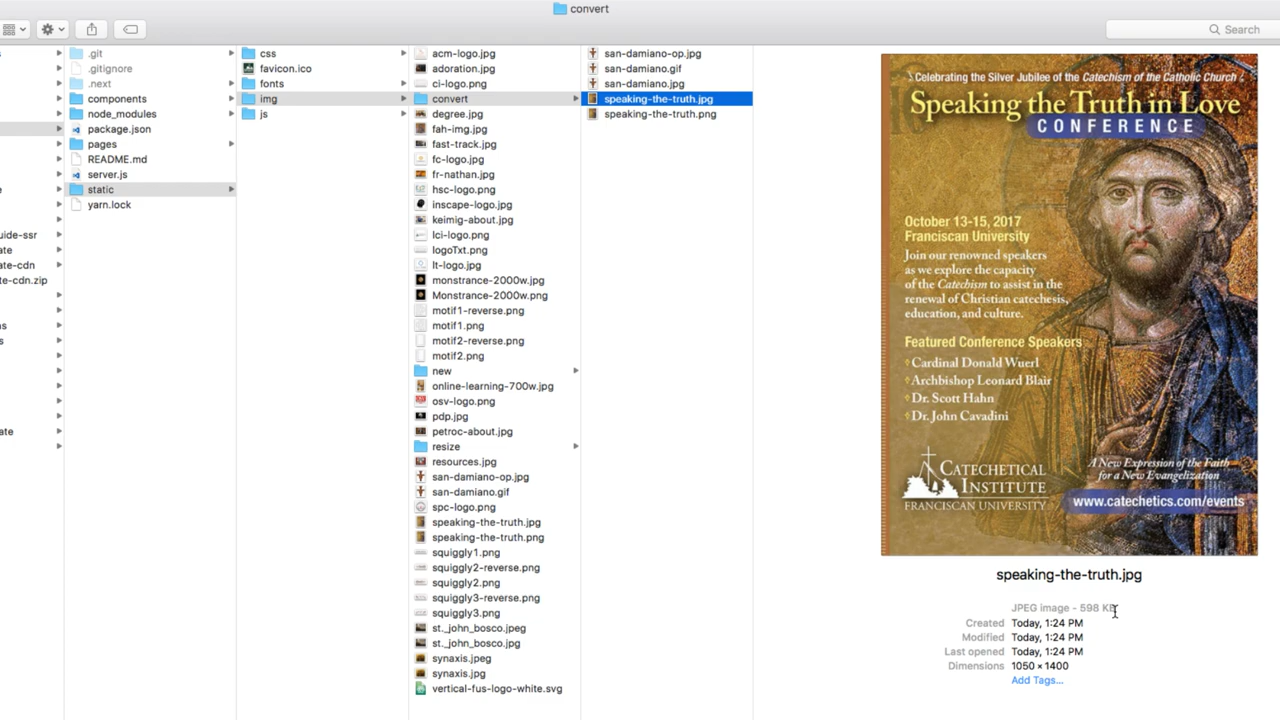 convert
Search
uide-ssr
ate
ate-cdn
te-cdn.zip
ns
s
ate
.git
.gitignore
.next
components
node_modules
package.json
pages
README.md
server.js
static
yarn.lock
css
favicon.ico
fonts
img
js
acm-logo.jpg
adoration.jpg
ci-logo.png
convert
degree.jpg
fah-img.jpg
fast-track.jpg
fc-logo.jpg
fr-nathan.jpg
hsc-logo.png
inscape-logo.jpg
keimig-about.jpg
lci-logo.png
logoTxt.png
lt-logo.jpg
monstrance-2000w.jpg
Monstrance-2000w.png
motif1-reverse.png
motif1.png
motif2-reverse.png
motif2.png
new
online-learning-700w.jpg
osv-logo.png
pdp.jpg
petroc-about.jpg
resize
resources.jpg
san-damiano-op.jpg
san-damiano.gif
spc-logo.png
speaking-the-truth.jpg
speaking-the-truth.png
squiggly1.png
squiggly2-reverse.png
squiggly2.png
squiggly3-reverse.png
squiggly3.png
st._john_bosco.jpeg
st._john_bosco.jpg
synaxis.jpeg
synaxis.jpg
vertical-fus-logo-white.svg
san-damiano-op.jpg
san-damiano.gif
san-damiano.jpg
speaking-the-truth.jpg
speaking-the-truth.png
Celebrating the Silver Jubilee of the Catechism of the Catholic Church
Speaking the Truth in Love
CONFERENCE
October 13-15, 2017
Franciscan University
Join our renowned speakers
as we explore the capacity
of the Catechism to assist in the
renewal of Christian catechesis,
education, and culture.
Featured Conference Speakers
Cardinal Donald Wuerl
Archbishop Leonard Blair
Dr. Scott Hahn
Dr. John Cavadini
CATECHETICAL
INSTITUTE
FRANCISCAN UNIVERSITY
A New Expression of the Faith
for a New Evangelization
www.catechetics.com/events
speaking-the-truth.jpg
JPEG image - 598 KB
Created Today, 1:24 PM
Modified Today, 1:24 PM
Last opened Today, 1:24 PM
Dimensions 1050 × 1400
Add Tags...